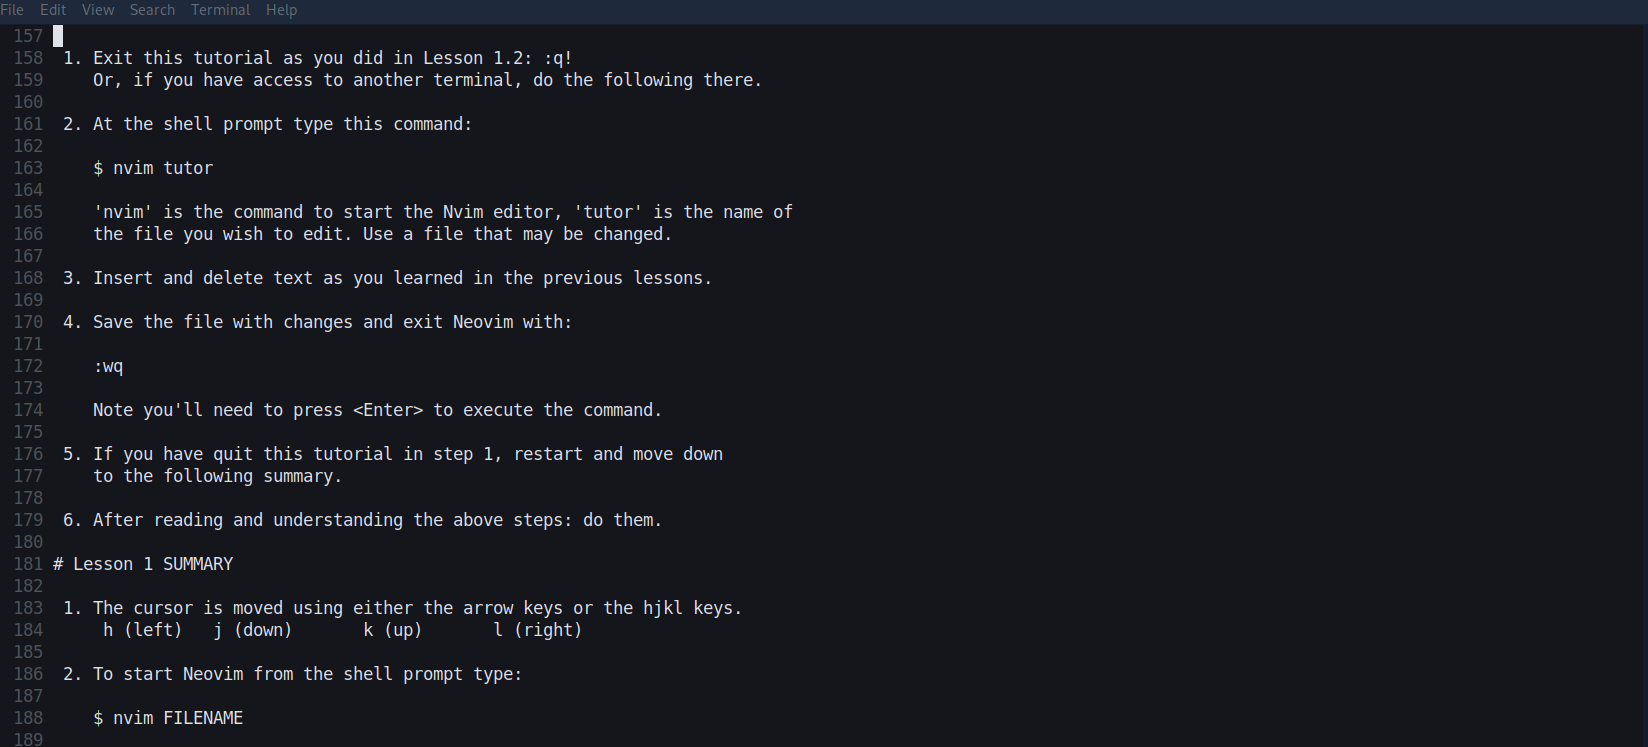 File Edit View Search Terminal Help
157
158 1. Exit this tutorial as you did in Lesson 1.2: :q!
159 Or, if you have access to another terminal, do the following there.
160
161 2. At the shell prompt type this command:
162
163 $ nvim tutor
164
165 'nvim' is the command to start the Nvim editor, 'tutor' is the name of
166 the file you wish to edit. Use a file that may be changed.
167
168 3. Insert and delete text as you learned in the previous lessons.
169
170 4. Save the file with changes and exit Neovim with:
171
172 :wq
173
174 Note you'll need to press <Enter> to execute the command.
175
176 5. If you have quit this tutorial in step 1, restart and move down
177 to the following summary.
178
179 6. After reading and understanding the above steps: do them.
180
181 # Lesson 1 SUMMARY
182
183 1. The cursor is moved using either the arrow keys or the hjkl keys.
184 h (left) j (down) k (up) l (right)
185
186 2. To start Neovim from the shell prompt type:
187
188 $ nvim FILENAME
189